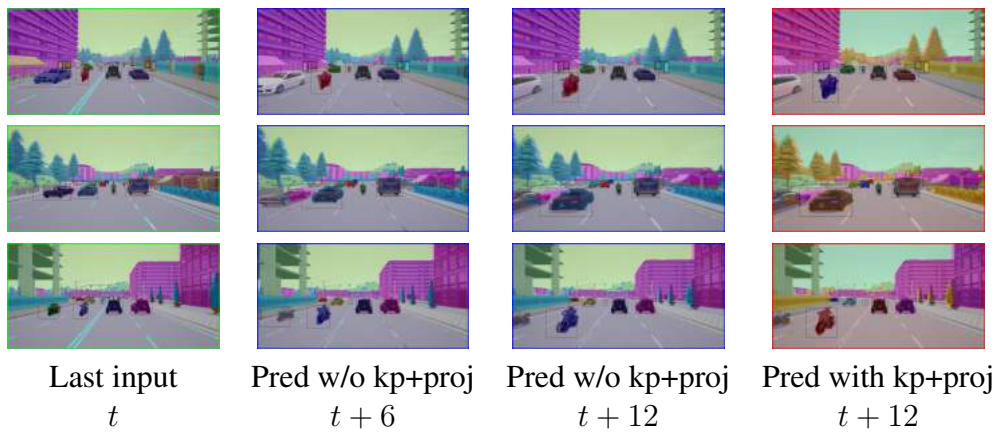 Last input
Pred w/o kp+proj
Pred w/o kp+proj
Pred with kp+proj
t
t + 6
t + 12
t + 12